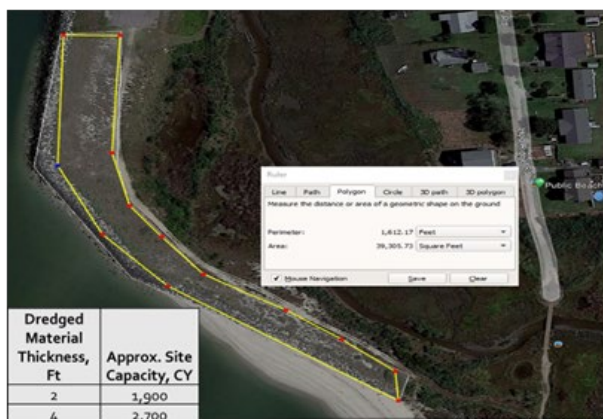 Ruler
Line Path Polygon Circle 3D path 3D polygon
Measure the distance or area of a geometric shape on the ground
Perimeter: 1,612.17 Feet
Area: 39,305.73 Square Feet
Mouse Navigation Save Clear
Public Beach
Dredged
Material
Thickness, Approx. Site
Ft Capacity, CY
2 1,900
4 2,700